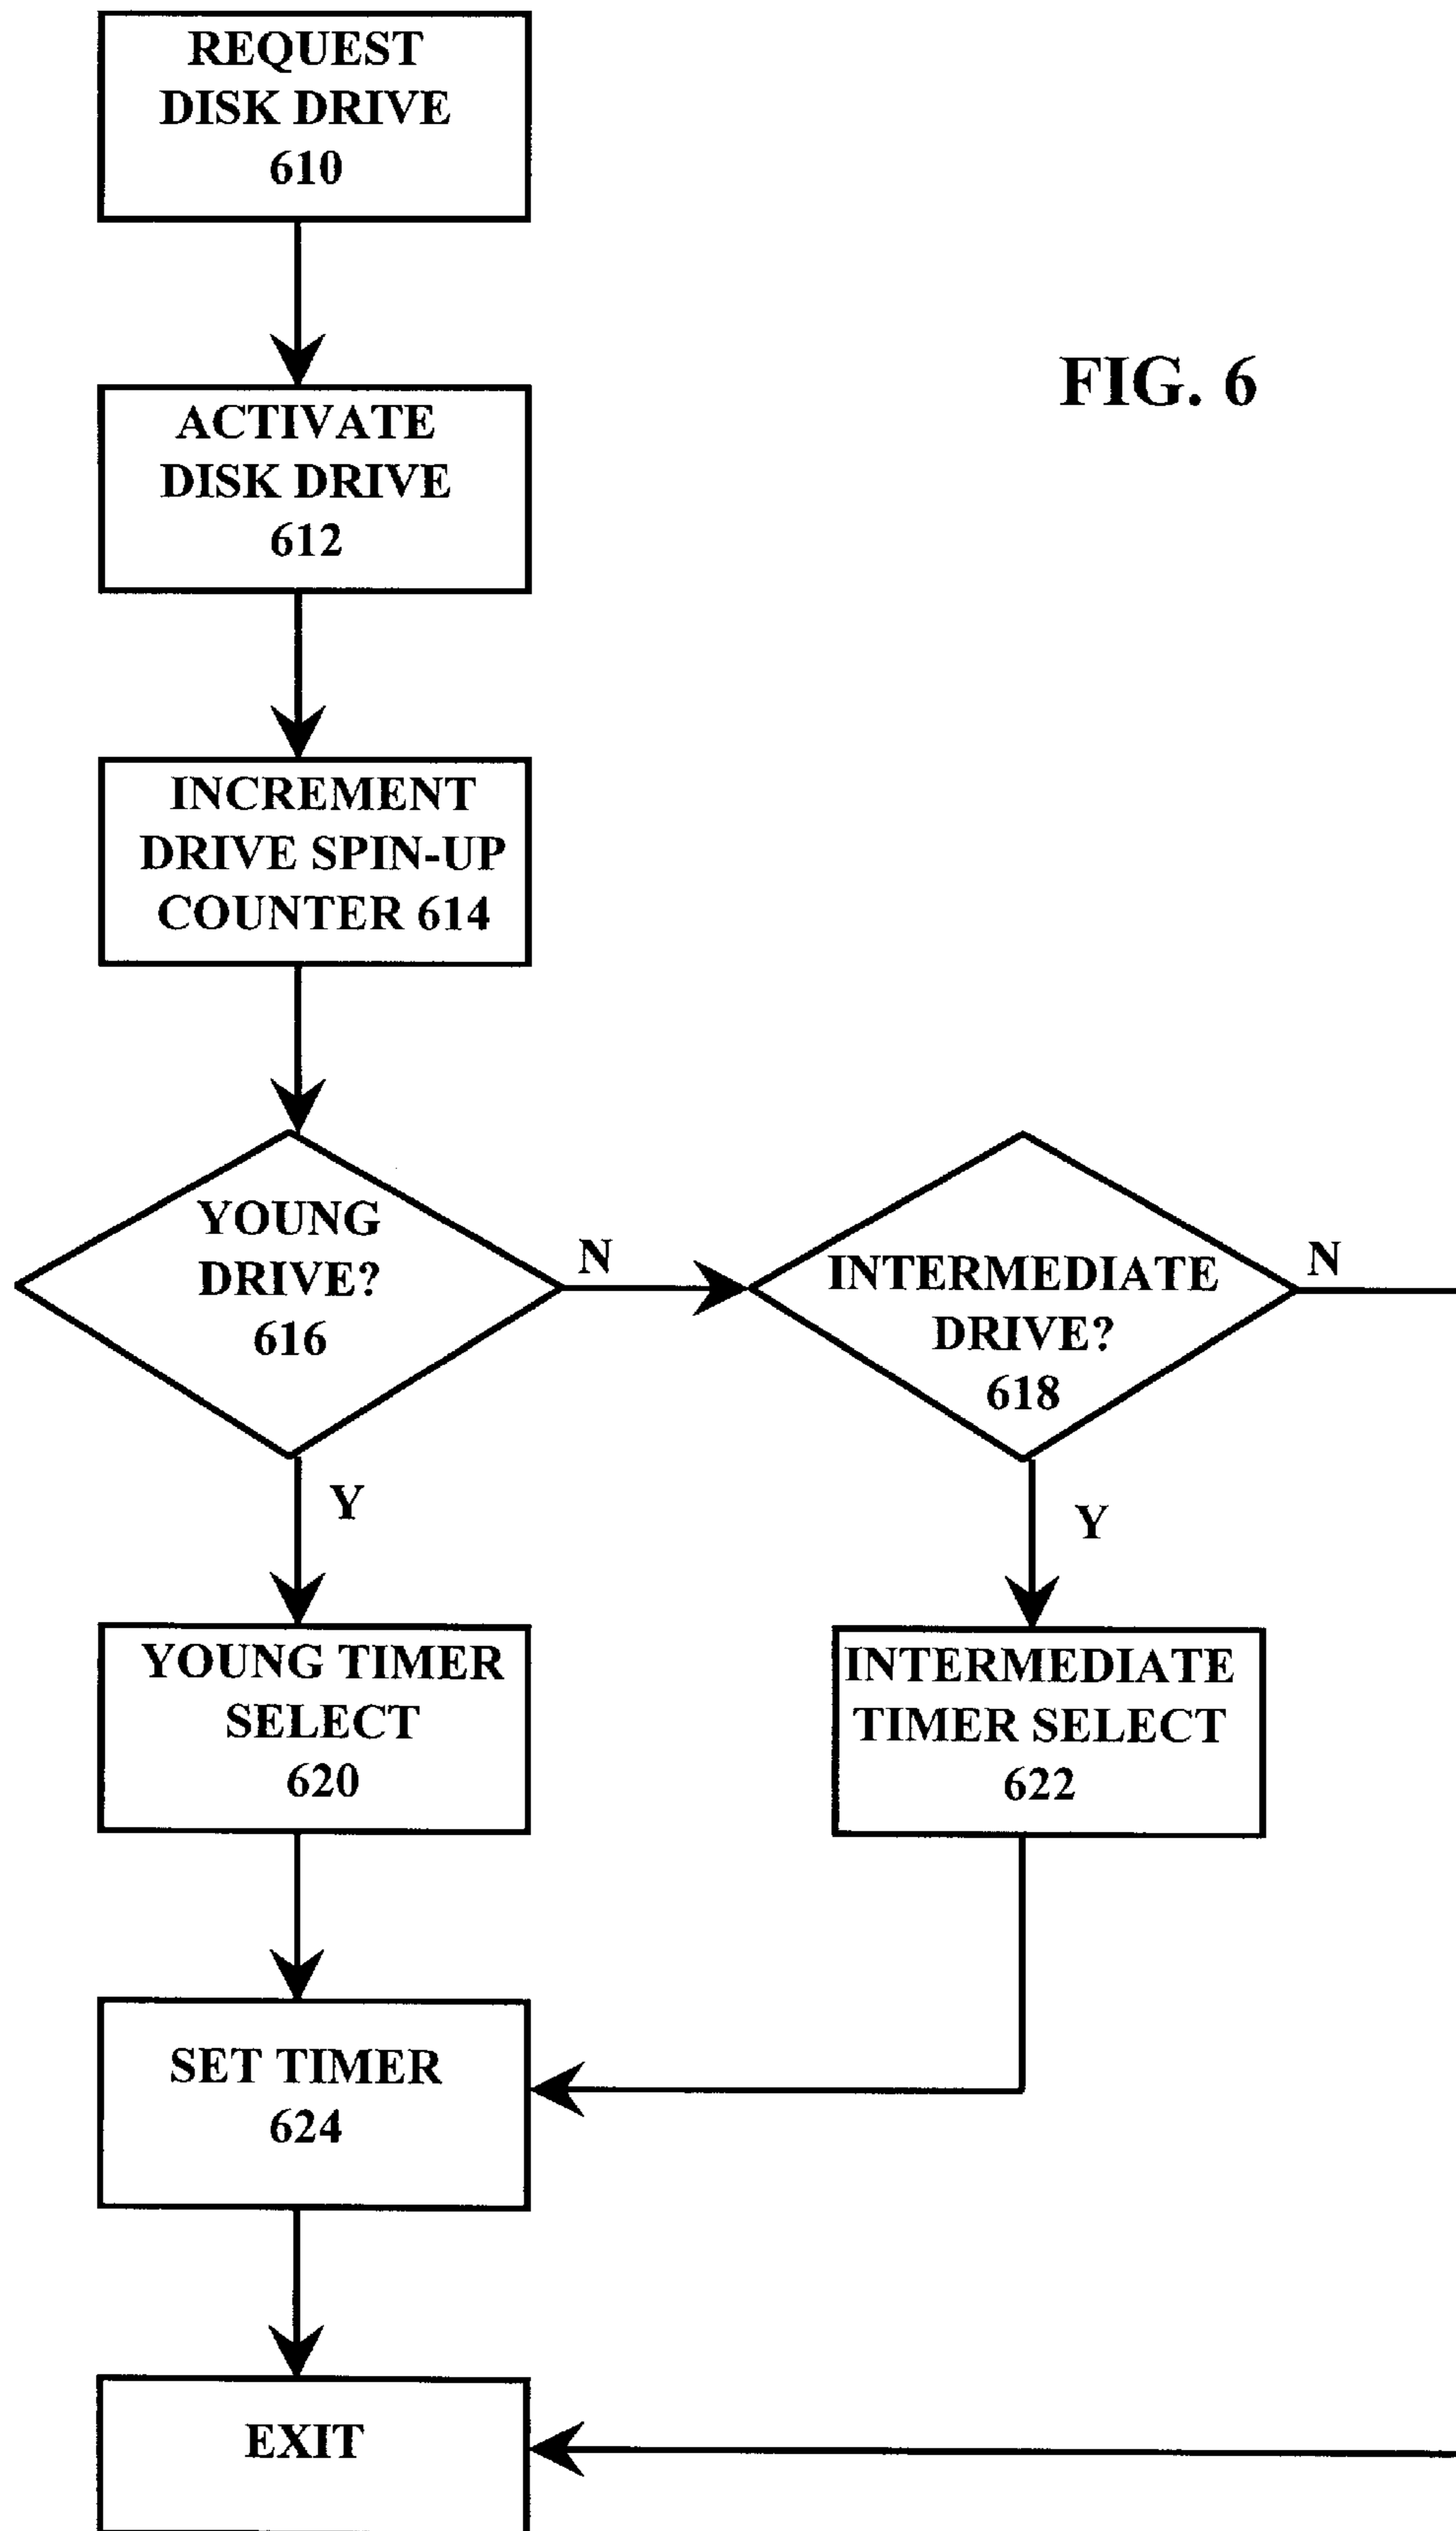 REQUEST
DISK DRIVE
610
FIG. 6
ACTIVATE
DISK DRIVE
612
INCREMENT
DRIVE SPIN-UP
COUNTER 614
YOUNG
DRIVE?
616
N
INTERMEDIATE
DRIVE?
618
N
Y
Y
YOUNG TIMER
SELECT
620
INTERMEDIATE
TIMER SELECT
622
SET TIMER
624
EXIT